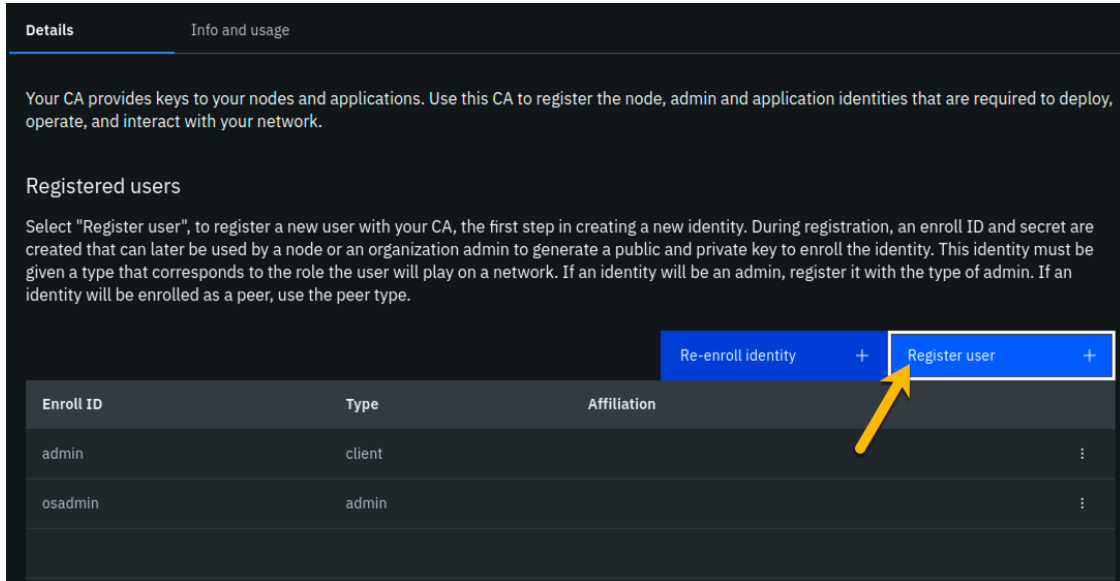 Details Info and usage
Your CA provides keys to your nodes and applications. Use this CA to register the node, admin and application identities that are required to deploy,
operate, and interact with your network.
Registered users
Select "Register user", to register a new user with your CA, the first step in creating a new identity. During registration, an enroll ID and secret are
created that can later be used by a node or an organization admin to generate a public and private key to enroll the identity. This identity must be
given a type that corresponds to the role the user will play on a network. If an identity will be an admin, register it with the type of admin. If an
identity will be enrolled as a peer, use the peer type.
Re-enroll identity + Register user +
Enroll ID Type Affiliation
admin client
osadmin admin